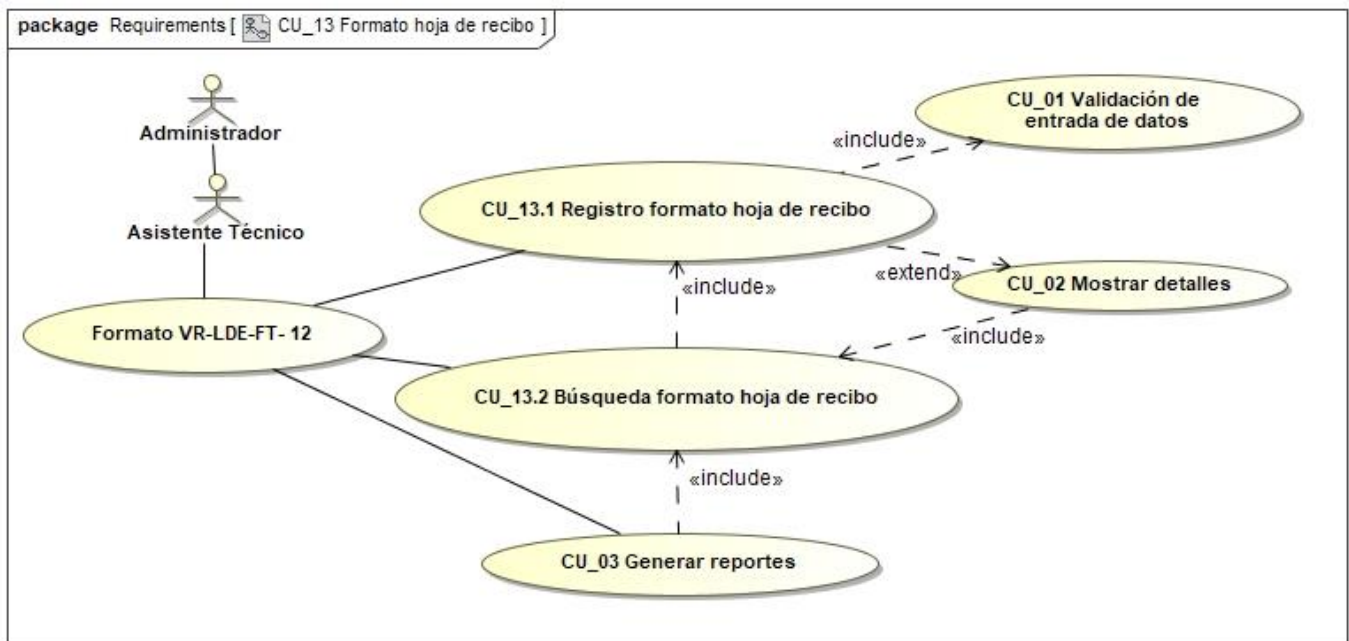 package Requirements [ CU_13 Formato hoja de recibo ]
Administrador
Asistente Técnico
Formato VR-LDE-FT- 12
CU_13.1 Registro formato hoja de recibo
«include»
CU_01 Validación de
entrada de datos
«extend»
CU_02 Mostrar detalles
«include»
«include»
CU_13.2 Búsqueda formato hoja de recibo
«include»
CU_03 Generar reportes